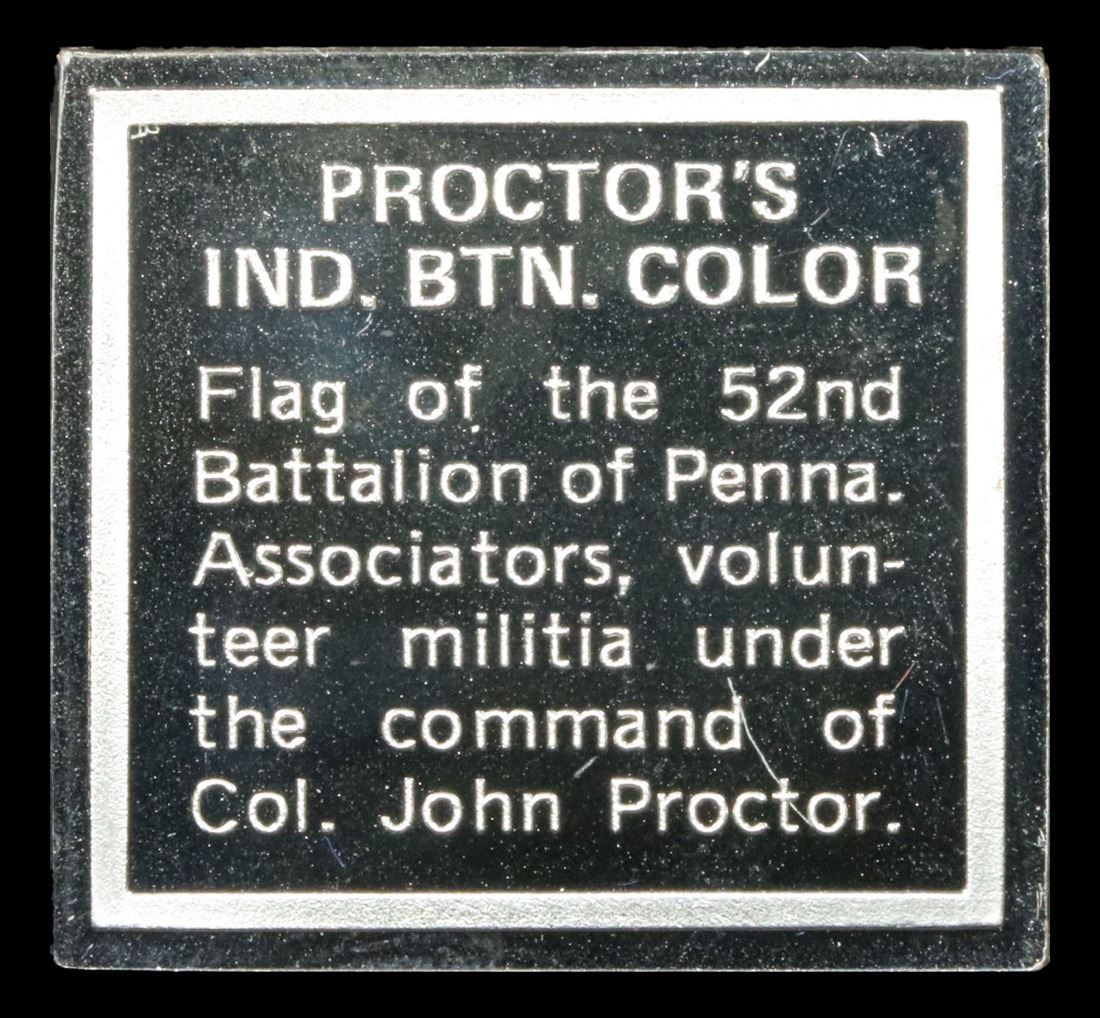 PROCTOR'S
IND. BTN. COLOR
Flag of the 52nd
Battalion of Penna.
Associators, volun-
teer militia under
the command of
Col. John Proctor.